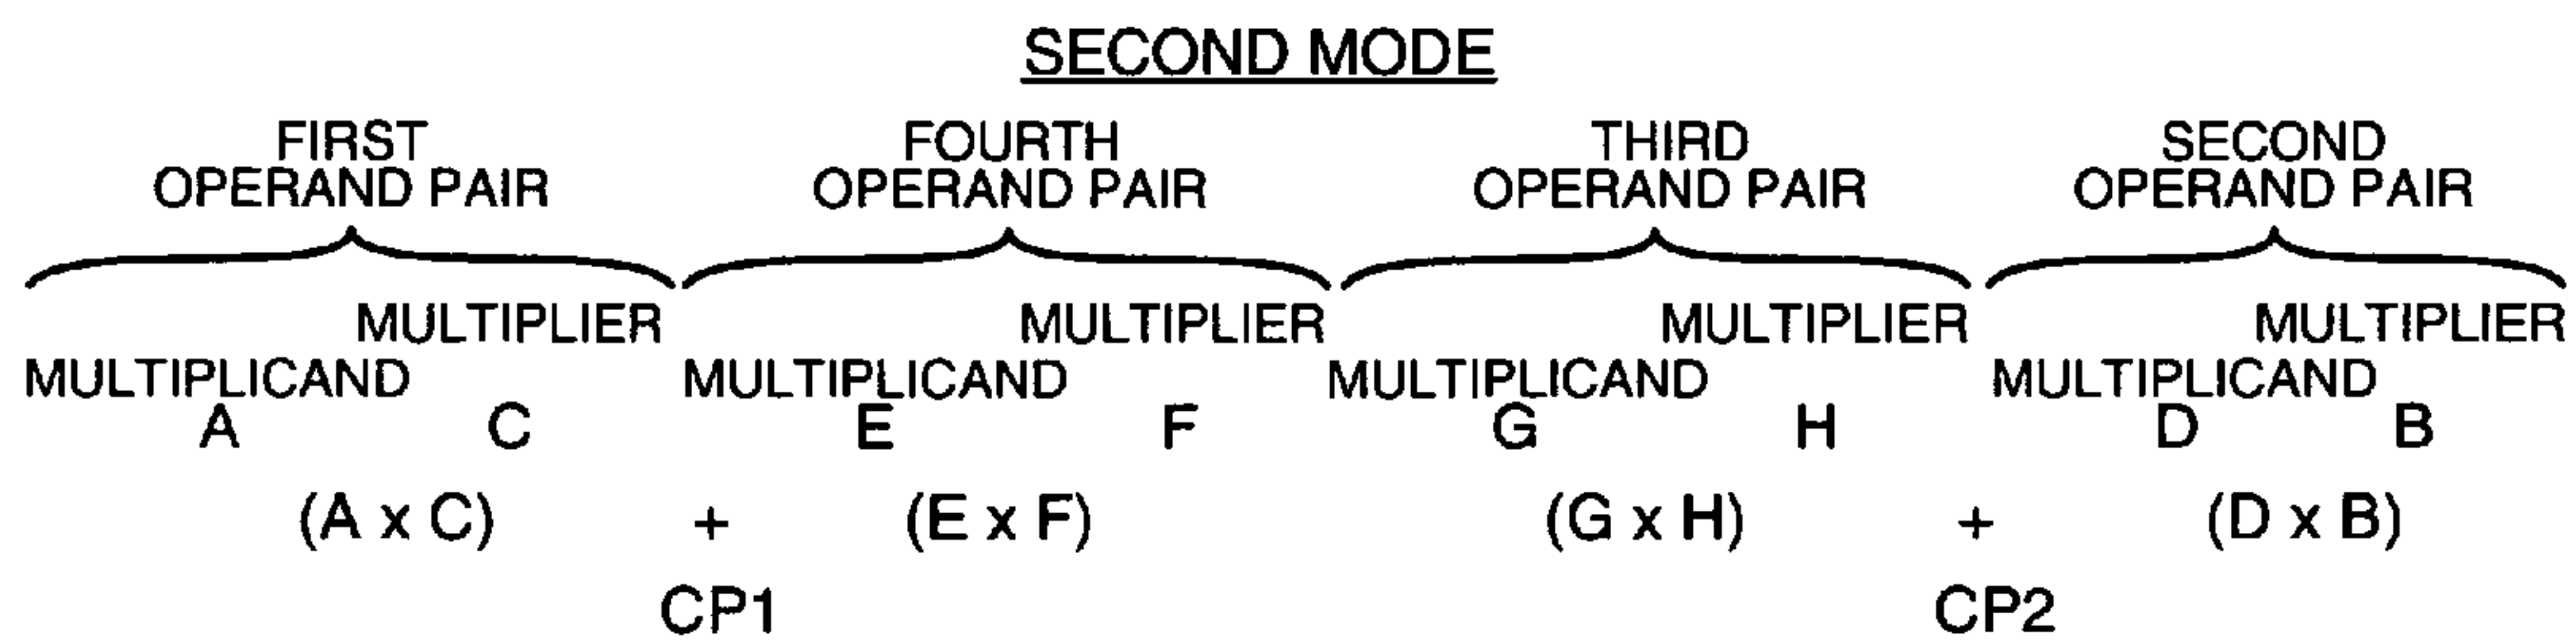 SECOND MODE
FIRST FOURTH THIRD SECOND
OPERAND PAIR OPERAND PAIR OPERAND PAIR OPERAND PAIR
MULTIPLIER MULTIPLIER MULTIPLIER MULTIPLIER
MULTIPLICAND MULTIPLICAND MULTIPLICAND MULTIPLICAND
A C E F G H D B
(A x C) + (E x F) (G x H) + (D x B)
CP1 CP2